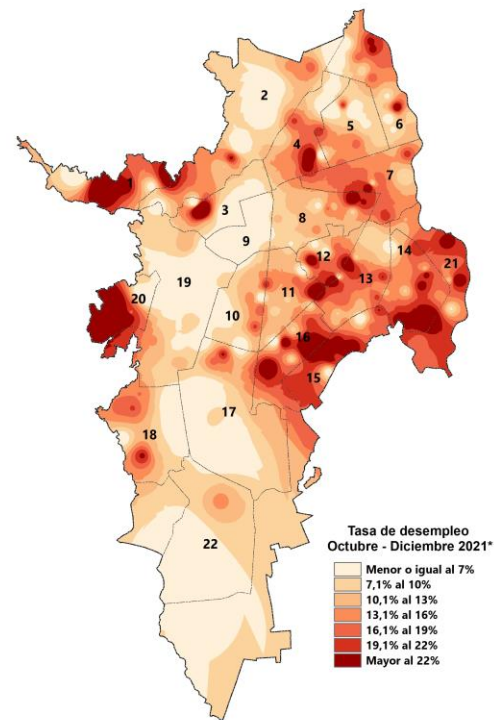 2
5
6
4
1
7
3
8
9
12
14
13
21
20
19
11
10
16
15
17
18
22
Tasa de desempleo
Octubre - Diciembre 2021*
Menor o igual al 7%
7,1% al 10%
10,1% al 13%
13,1% al 16%
16,1% al 19%
19,1% al 22%
Mayor al 22%